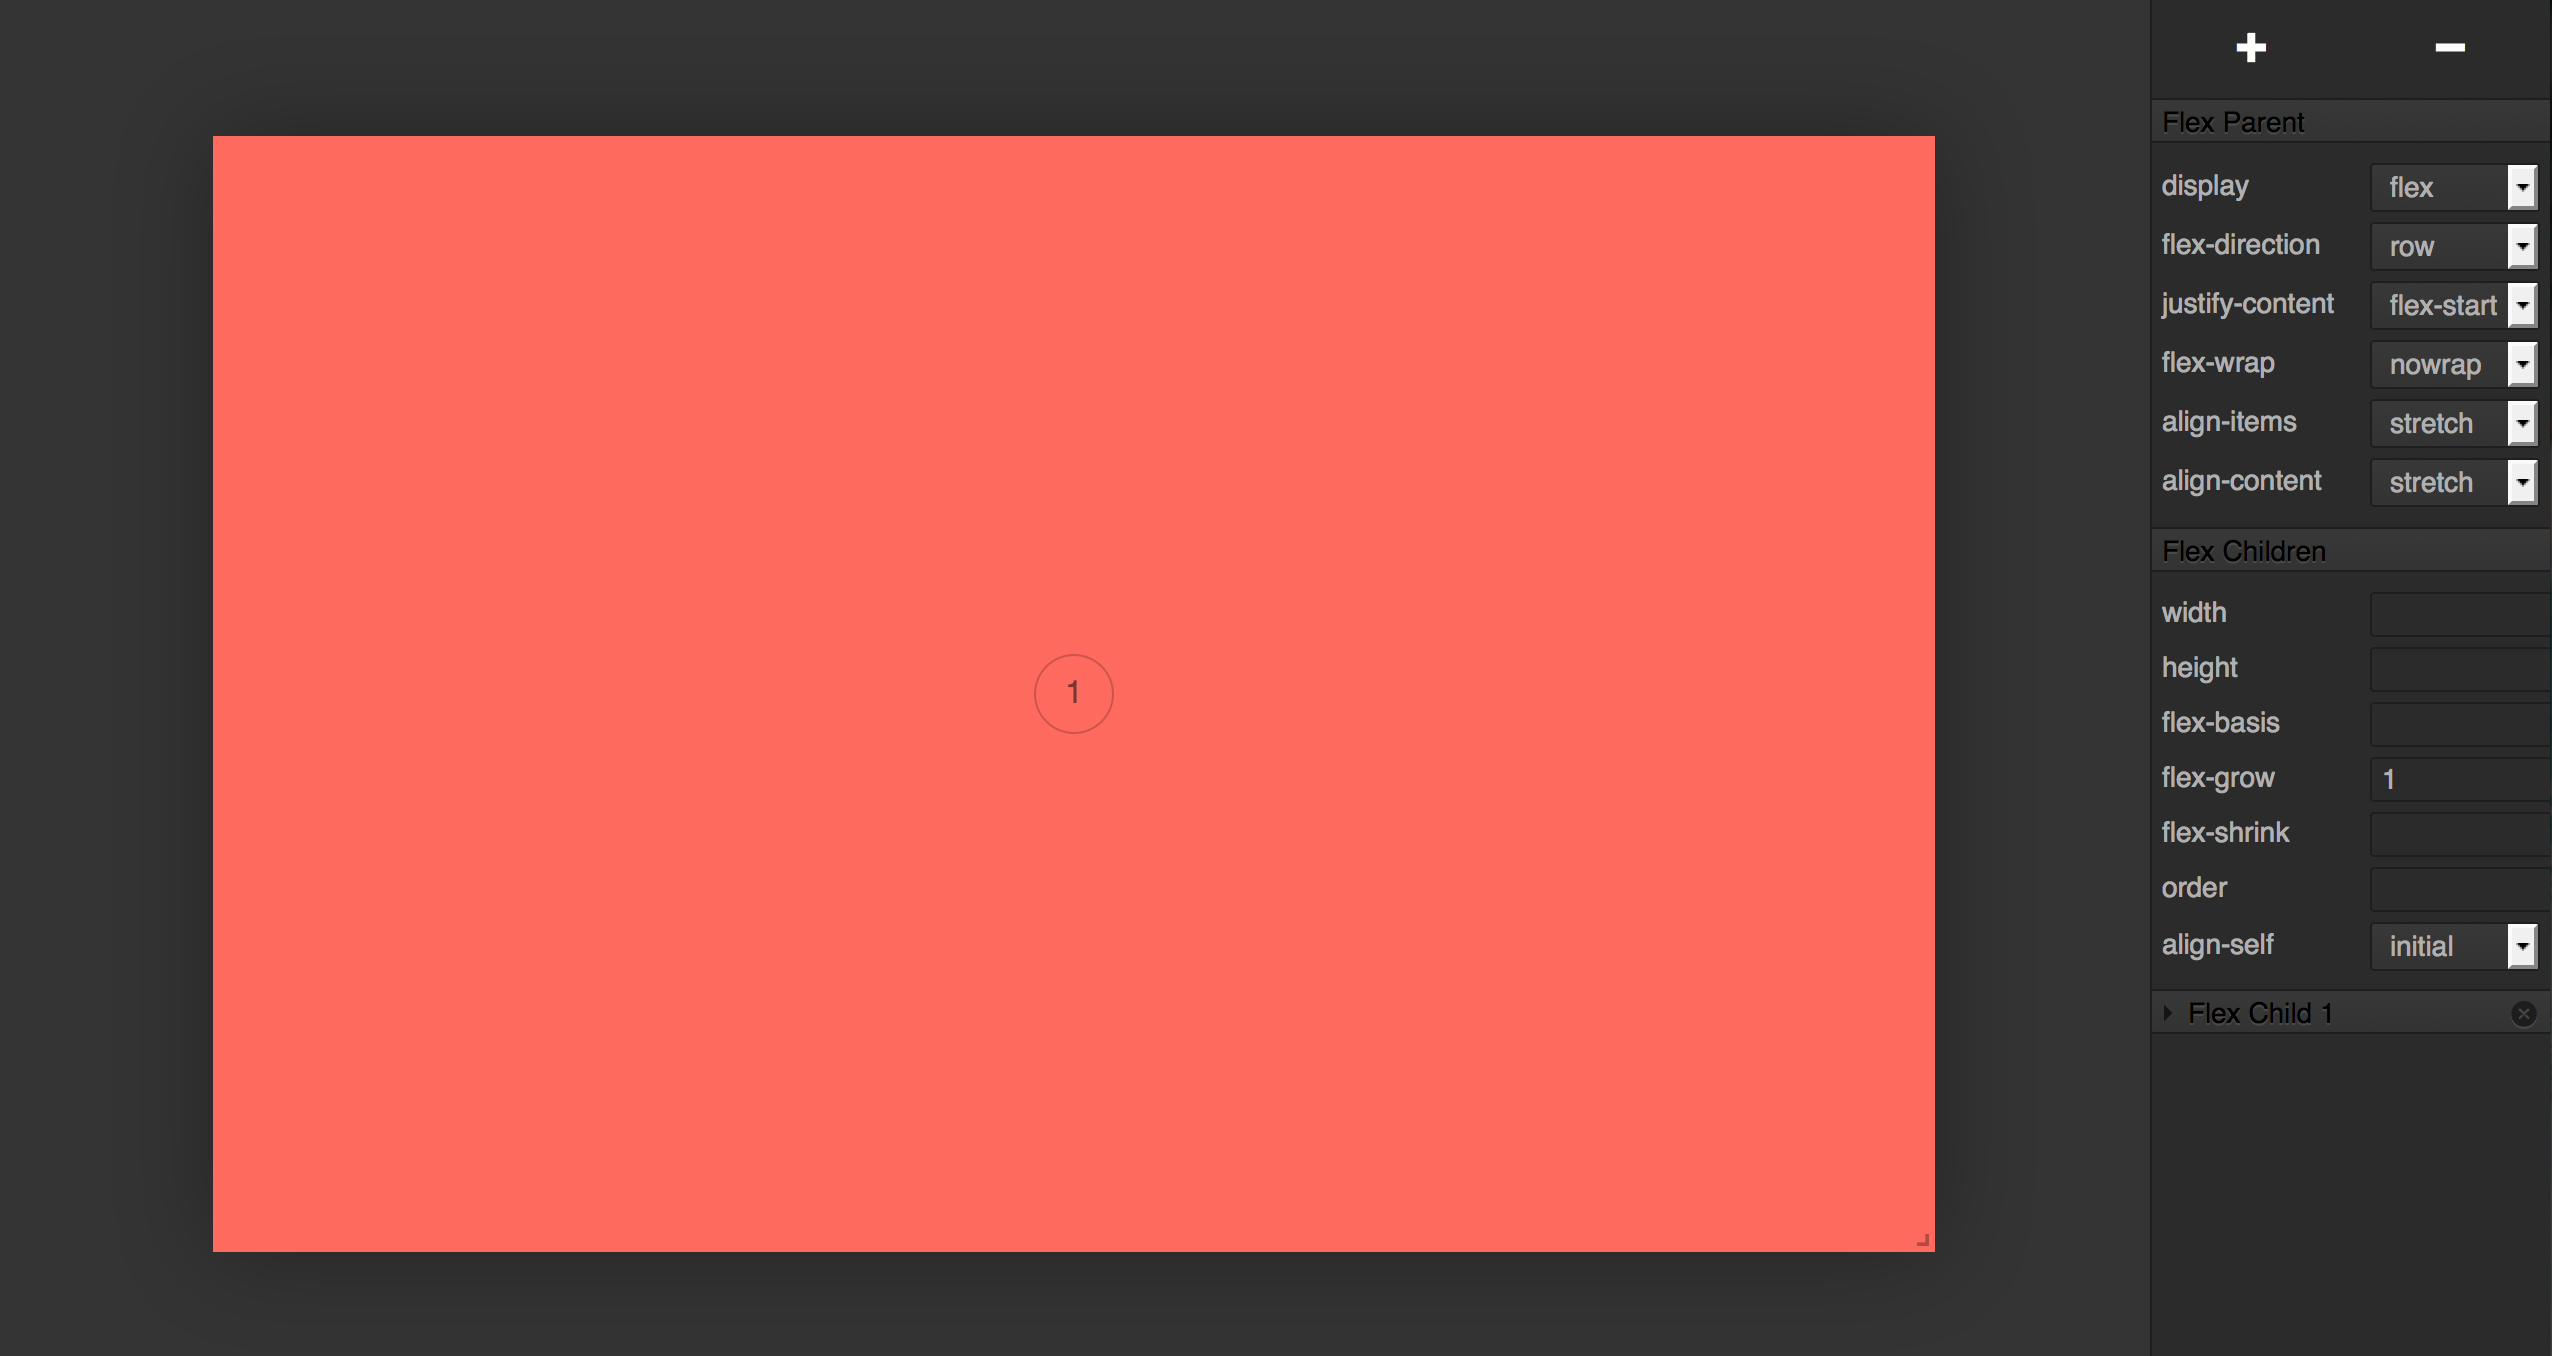 Flex Parent
display flex
flex-direction row
justify-content flex-start
flex-wrap nowrap
align-items stretch
align-content stretch
Flex Children
width
height
1
flex-basis
flex-grow 1
flex-shrink
order
align-self initial
Flex Child 1